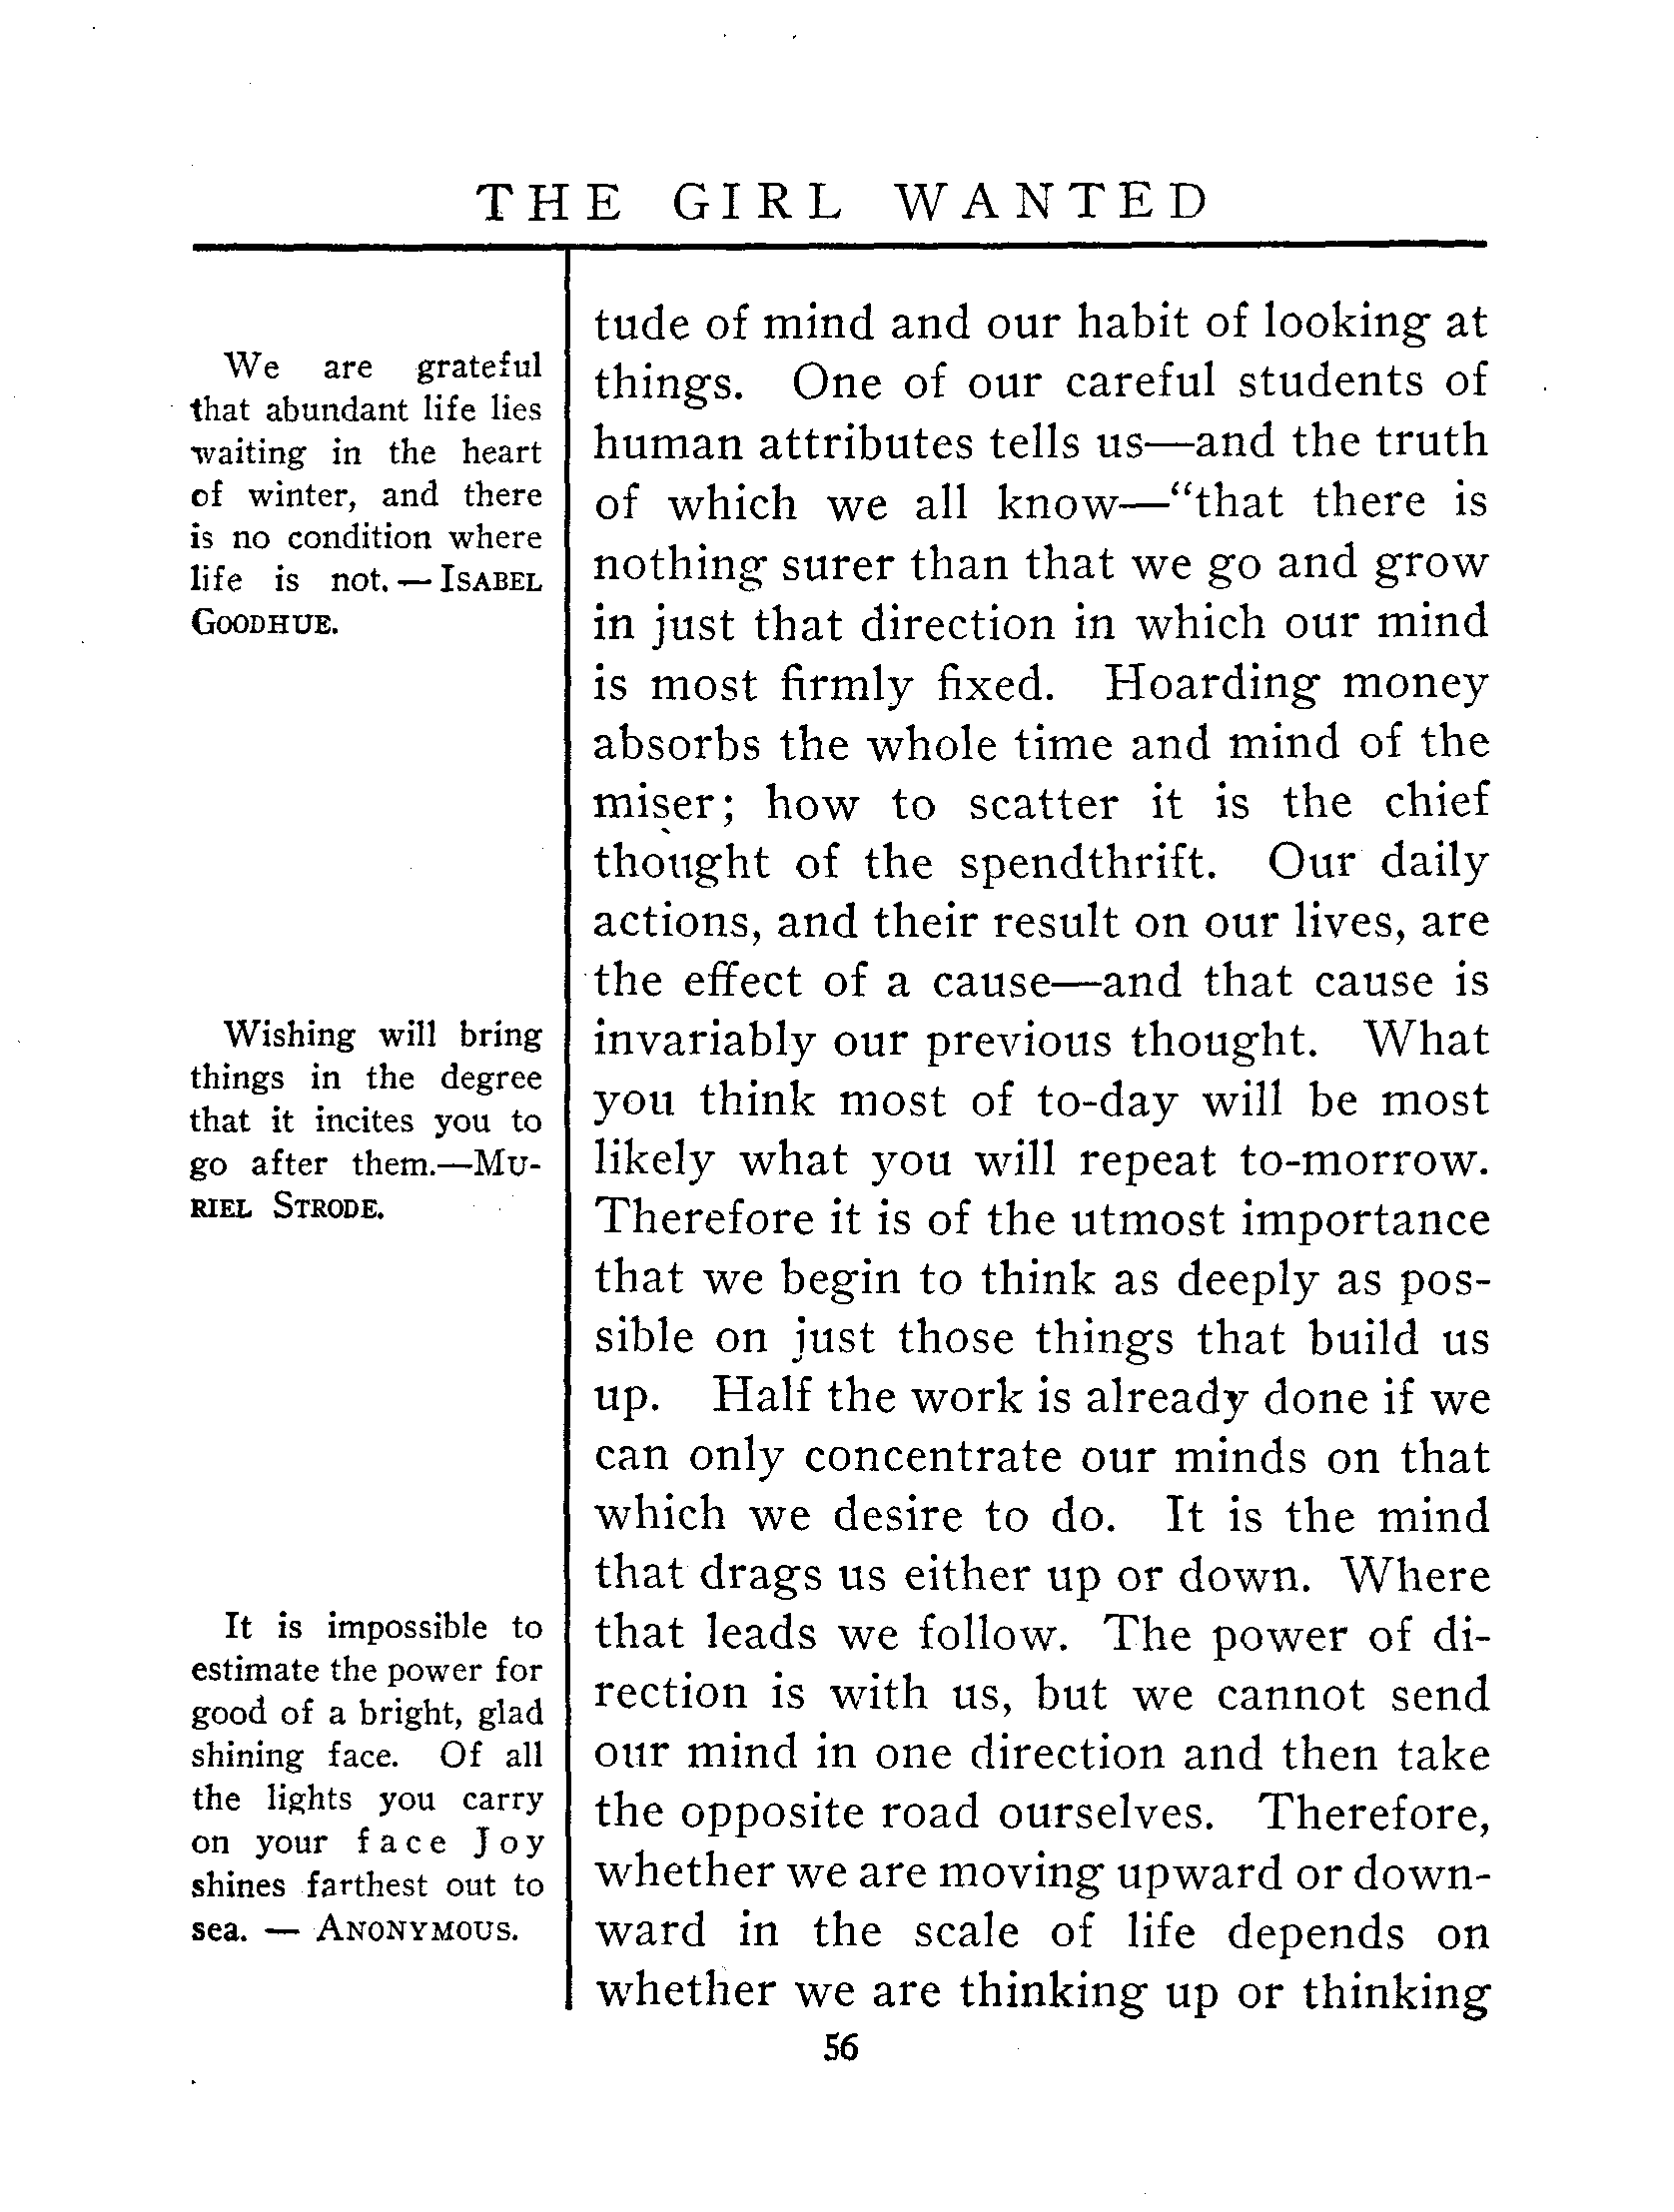 THE GIRL WANTED
We are grateful
that abundant life lies
waiting in the heart
of winter, and there
is no condition where
life is not. — ISABEL
GOODHUE.
Wishing will bring
things in the degree
that it incites you to
go after them.—MU-
RIEL STRODE.
It is impossible to
estimate the power for
good of a bright, glad
shining face. Of all
the lights you carry
on your face Joy
shines farthest out to
sea. — ANONYMOUS.
tude of mind and our habit of looking at
things. One of our careful students of
human attributes tells us—and the truth
of which we all know—“that there is
nothing surer than that we go and grow
in just that direction in which our mind
is most firmly fixed. Hoarding money
absorbs the whole time and mind of the
miser; how to scatter it is the chief
thought of the spendthrift. Our daily
actions, and their result on our lives, are
the effect of a cause—and that cause is
invariably our previous thought. What
you think most of to-day will be most
likely what you will repeat to-morrow.
Therefore it is of the utmost importance
that we begin to think as deeply as pos-
sible on just those things that build us
up. Half the work is already done if we
can only concentrate our minds on that
which we desire to do. It is the mind
that drags us either up or down. Where
that leads we follow. The power of di-
rection is with us, but we cannot send
our mind in one direction and then take
the opposite road ourselves. Therefore,
whether we are moving upward or down-
ward in the scale of life depends on
whether we are thinking up or thinking
56